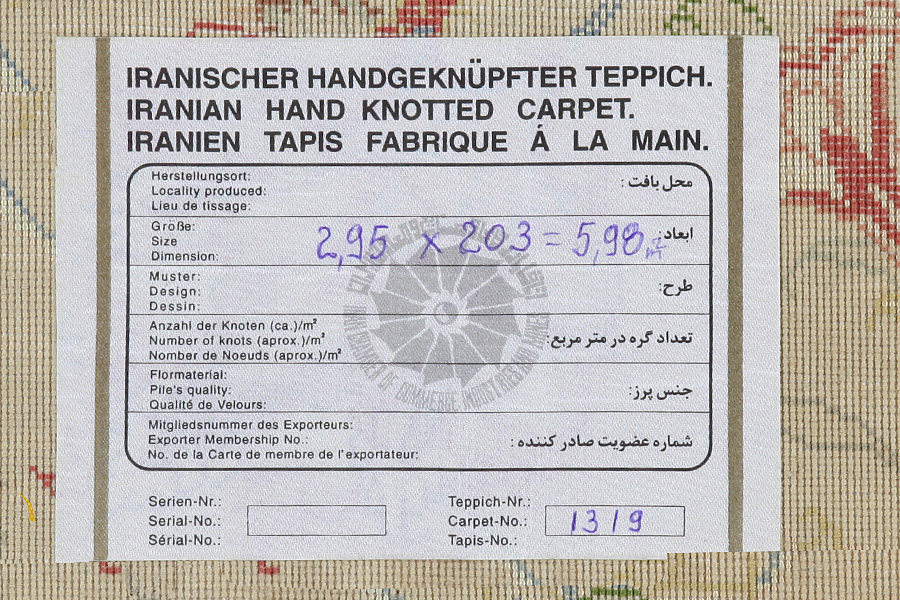 IRANISCHER HANDGEKNÜPFTER TEPPICH.
IRANIAN HAND KNOTTED CARPET.
IRANIEN TAPIS FABRIQUE Á LA MAIN.
Herstellungsort:
Locality produced:
Lieu de tissage:
محل بافت :
Größe:
Size
Dimension:
2,95 x 203 = 5,98 m²
ابعاد:
Muster:
Design:
Dessin:
طرح:
Anzahl der Knoten (ca.)/m²
Number of knots (aprox.)/m²
Nombre de Noeuds (aprox.)/m²
تعداد گره در متر مربع:
Flormaterial:
Pile's quality:
Qualité de Velours:
جنس پرز:
Mitgliedsnummer des Exporteurs:
Exporter Membership No.:
No. de la Carte de membre de l'exportateur:
شماره عضویت صادر کننده :
Serien-Nr.:
Serial-No.:
Sérial-No.:
Teppich-Nr.:
Carpet-No.:
Tapis-No.:
1319